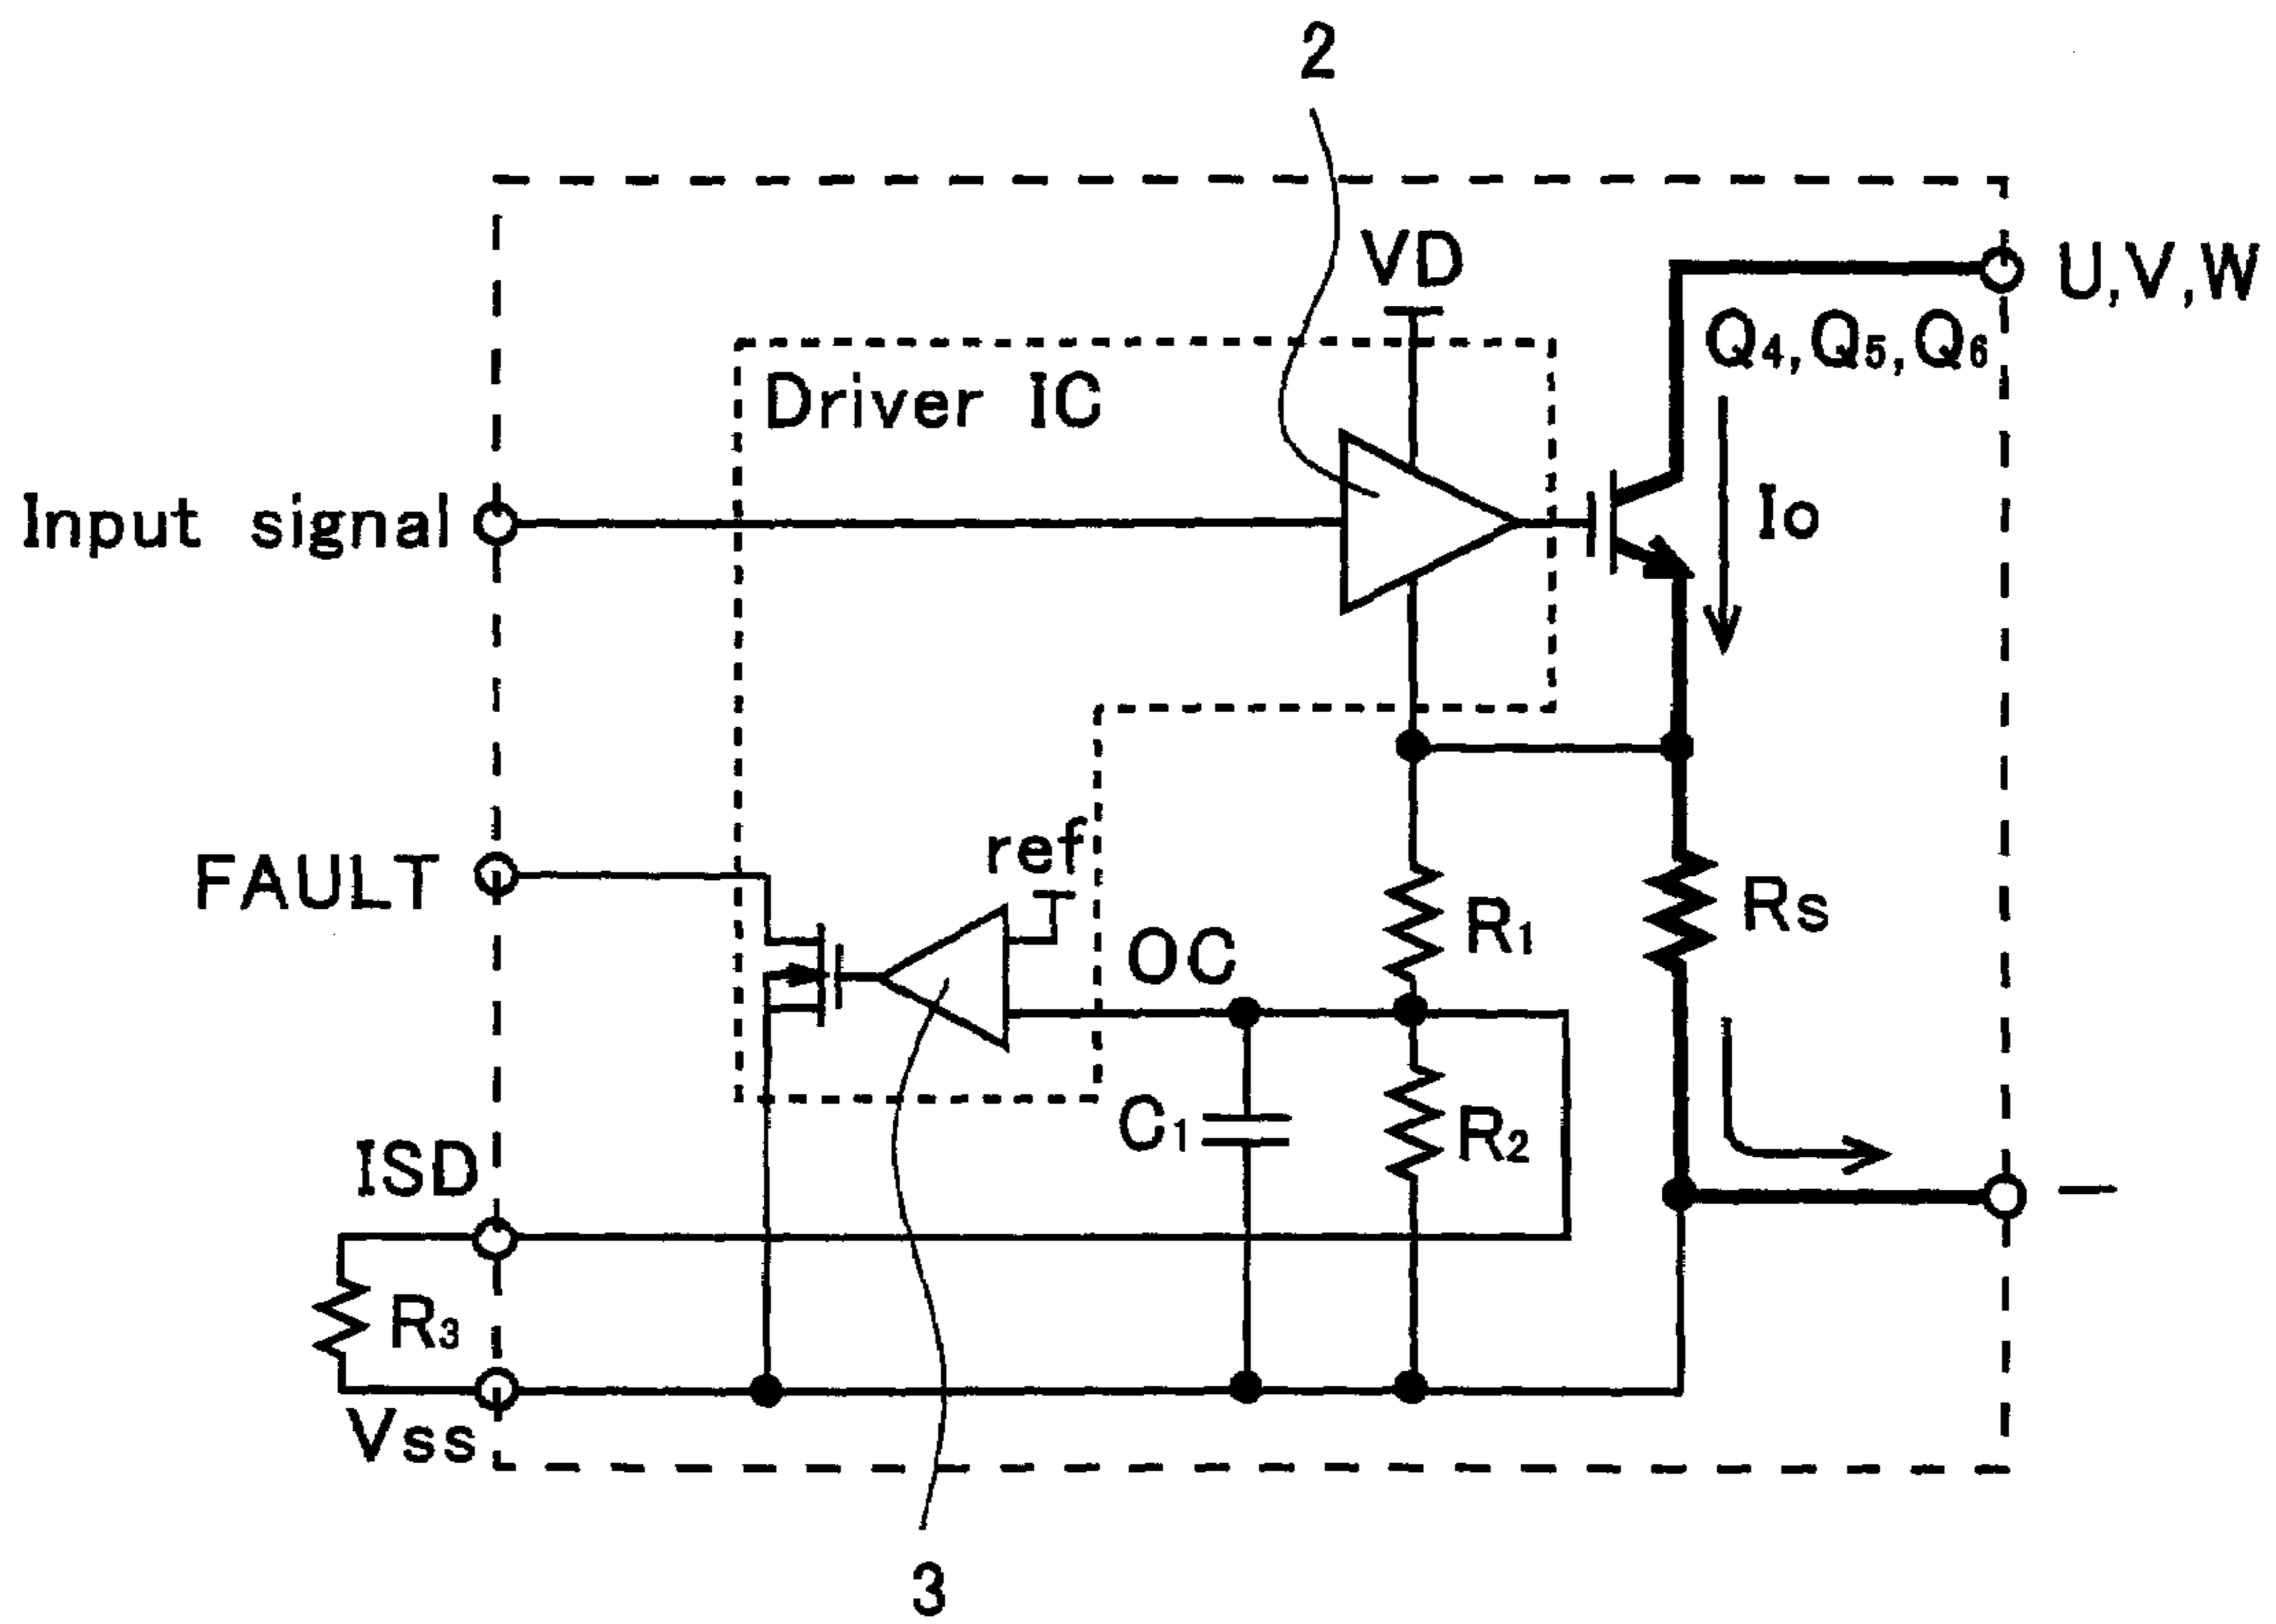 2
VD
U,V,W
Q4,Q5,Q6
Driver IC
Io
Input signal
ref
FAULT
R1
Rs
OC
C1
R2
ISD
—
R3
Vss
3